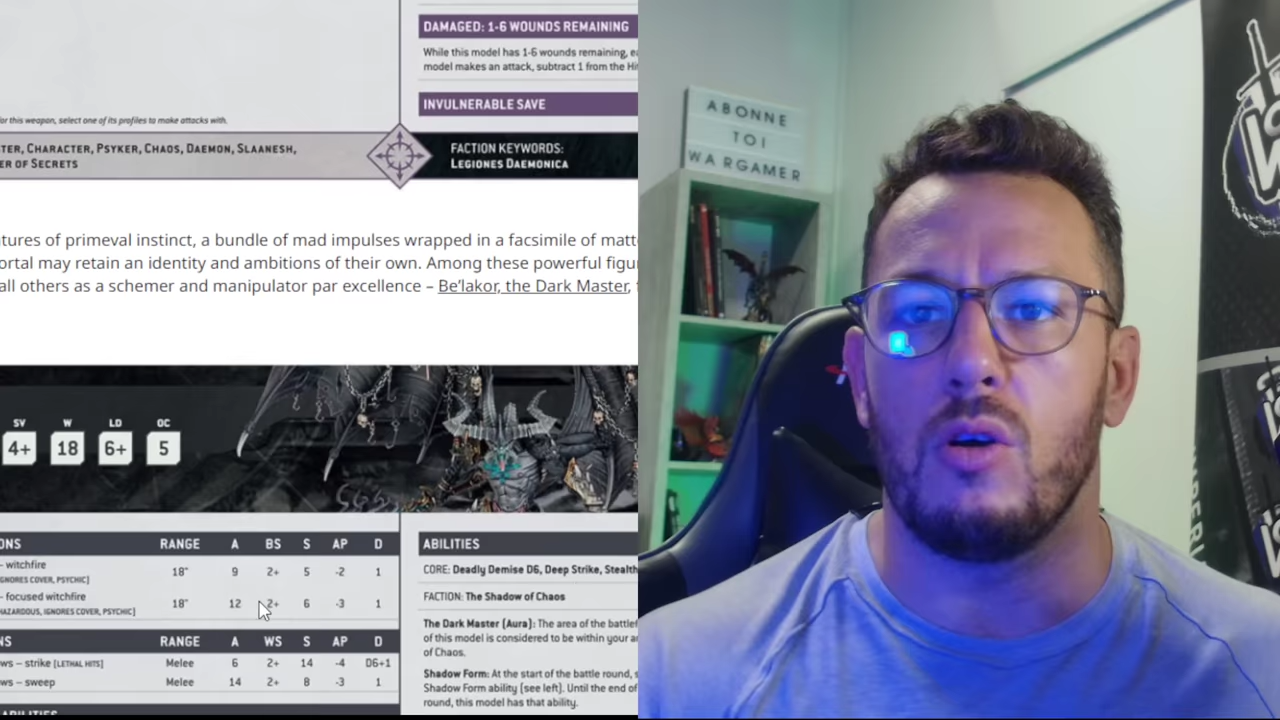 DAMAGED: 1-6 WOUNDS REMAINING
While this model has 1-6 wounds remaining,
model makes an attack, subtract 1 from the
INVULNERABLE SAVE
for this weapon, select one of its profiles to make attacks with.
CHARACTER, PSYKER, CHAOS, DAEMON, SLAANESH,
OF SECRETS
FACTION KEYWORDS:
LEGIONES DAEMONICA
of primeval instinct, a bundle of mad impulses wrapped in a facsimile of
may retain an identity and ambitions of their own. Among these powerful
all others as a schemer and manipulator par excellence – Be'lakor, the Dark Master,
SV W LD OC
4+ 18 6+ 5
RANGE A BS S AP D
- witchfire
IGNORES COVER, PSYCHIC]
18" 9 2+ 5 -2 1
- focused witchfire
HAZARDOUS, IGNORES COVER, PSYCHIC]
18" 12 2+ 6 -3 1
RANGE A WS S AP D
– strike [LETHAL HITS] Melee 6 2+ 14 -4 D6+1
– sweep Melee 14 2+ 8 -3 1
ABILITIES
CORE: Deadly Demise D6, Deep Strike, Stealth
FACTION: The Shadow of Chaos
The Dark Master (Aura): The area of the
of this model is considered to be within your
of Chaos.
Shadow Form: At the start of the battle round,
Shadow Form ability (see left). Until the end of
round, this model has that ability.
ABONNE
TOI
WARGAMER